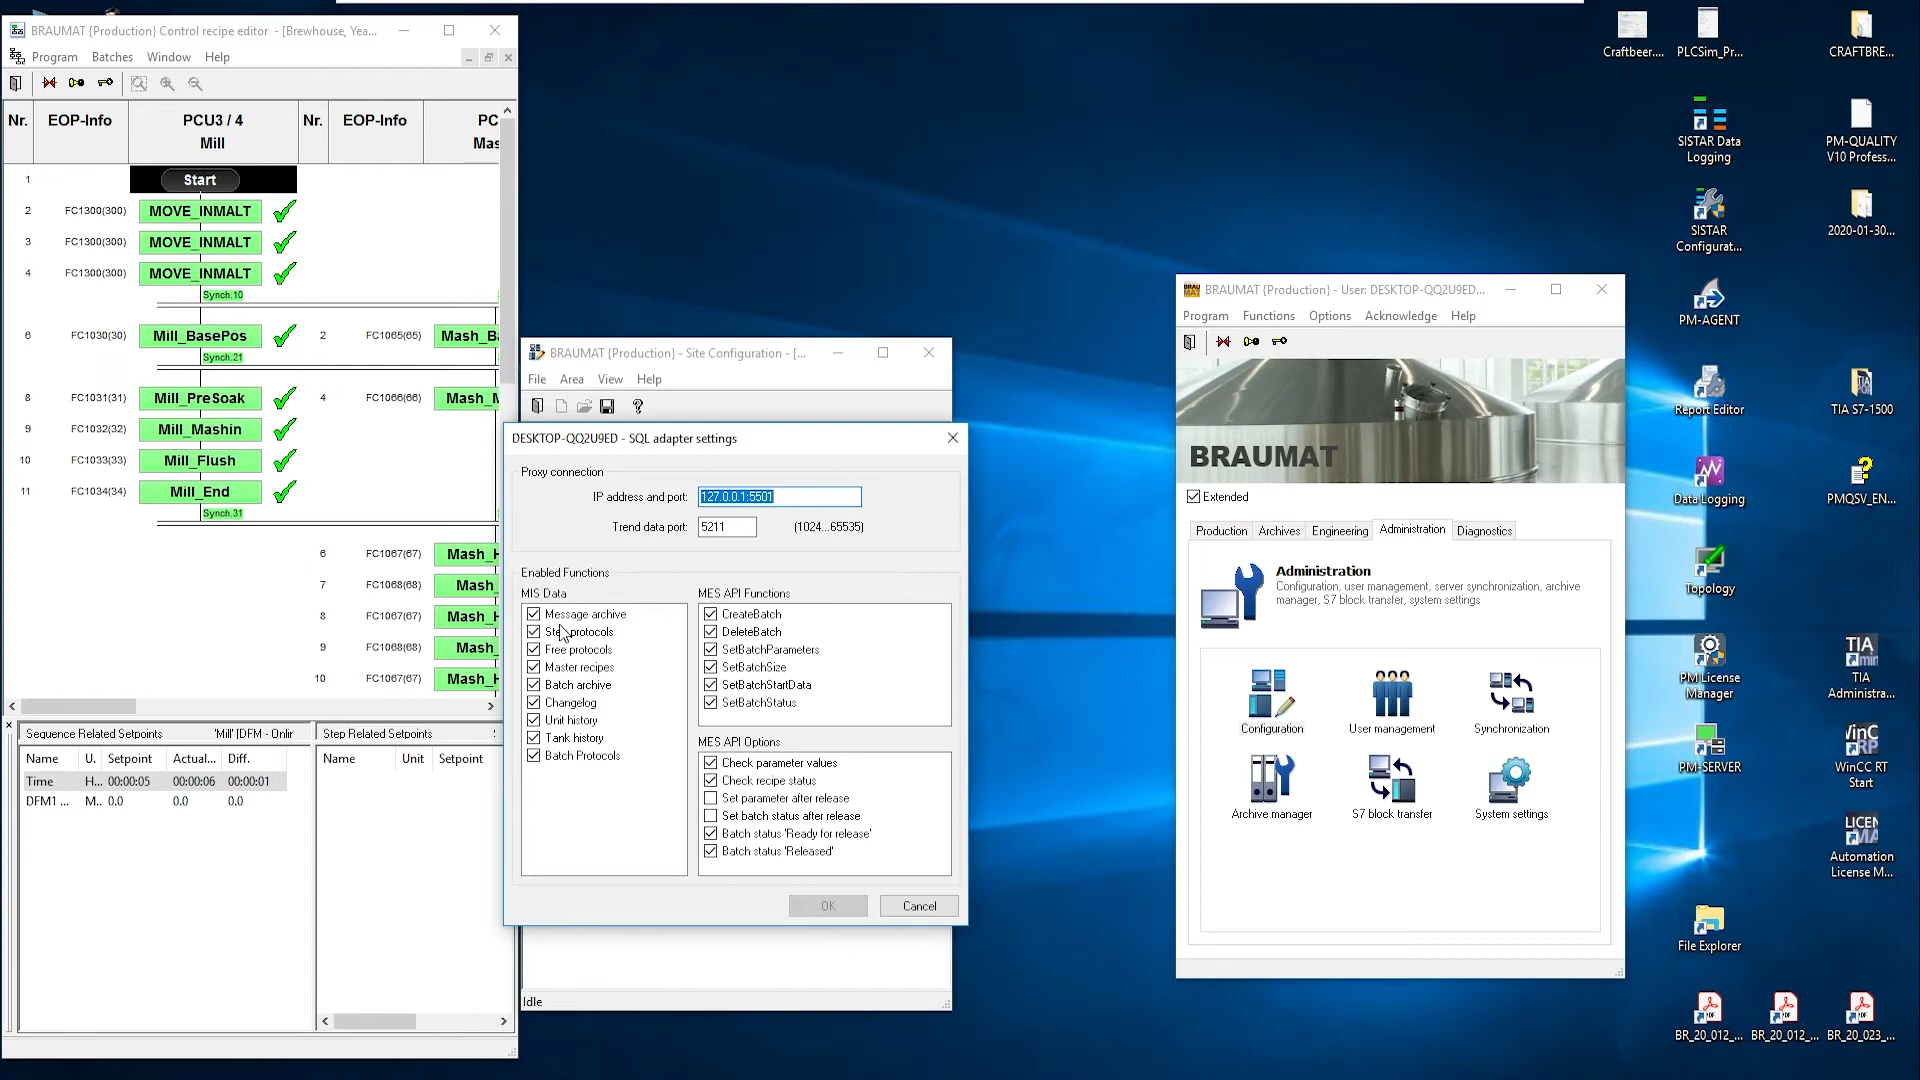 BRAUMAT {Production} Control recipe editor - [Brewhouse, Yea...
Program Batches Window Help
Nr. EOP-Info PCU3 / 4 Nr. EOP-Info PC
Mill Mas
1 Start
2 FC1300(300) MOVE_INMALT
3 FC1300(300) MOVE_INMALT
4 FC1300(300) MOVE_INMALT
Synch.10
6 FC1030(30) Mill_BasePos 2 FC1065(65) Mash_Ba
Synch.21
8 FC1031(31) Mill_PreSoak 4 FC1066(66) Mash_M
9 FC1032(32) Mill_Mashin
10 FC1033(33) Mill_Flush
11 FC1034(34) Mill_End
Synch.31
6 FC1067(67) Mash_H
7 FC1068(68) Mash_
8 FC1067(67) Mash_H
9 FC1068(68) Mash_
10 FC1067(67) Mash_H
Sequence Related Setpoints 'Mill' [DFM - Onlir
Name U. Setpoint Actual... Diff.
Time H... 00:00:05 00:00:06 00:00:01
DFM1 ... M.. 0.0 0.0 0.0
Step Related Setpoints
Name Unit Setpoint
BRAUMAT {Production} - Site Configuration - [...
File Area View Help
DESKTOP-QQ2U9ED - SQL adapter settings
Proxy connection
IP address and port: 127.0.0.1:5501
Trend data port: 5211 (1024...65535)
Enabled Functions
MIS Data
Message archive
Step protocols
Free protocols
Master recipes
Batch archive
Changelog
Unit history
Tank history
Batch Protocols
MES API Functions
CreateBatch
DeleteBatch
SetBatchParameters
SetBatchSize
SetBatchStartData
SetBatchStatus
MES API Options
Check parameter values
Check recipe status
Set parameter after release
Set batch status after release
Batch status 'Ready for release'
Batch status 'Released'
OK Cancel
Idle
BRAUMAT {Production} - User: DESKTOP-QQ2U9ED...
Program Functions Options Acknowledge Help
BRAUMAT
Extended
Production Archives Engineering Administration Diagnostics
Administration
Configuration, user management, server synchronization, archive
manager, S7 block transfer, system settings
Configuration User management Synchronization
Archive manager S7 block transfer System settings
Craftbeer.... PLCSim_Pr... CRAFTBRE...
SISTAR Data
Logging
PM-QUALITY
V10 Profess...
SISTAR
Configurat...
2020-01-30...
PM-AGENT
Report Editor TIA S7-1500
Data Logging PMQSV_EN...
Topology
PM License
Manager
TIA
Administra...
PM-SERVER
WinCC RT
Start
Automation
License M...
File Explorer
BR_20_012_... BR_20_012_... BR_20_023_...